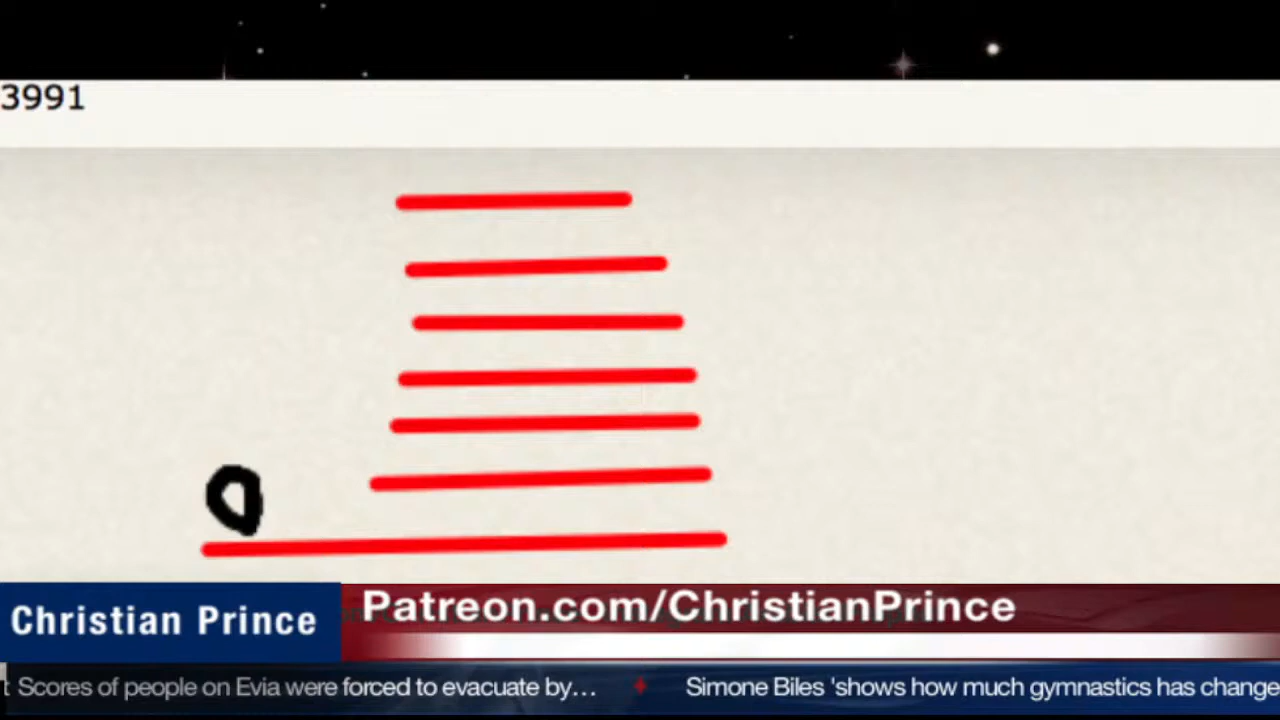 3991
Christian Prince
Patreon.com/ChristianPrince
t Scores of people on Evia were forced to evacuate by… Simone Biles 'shows how much gymnastics has change